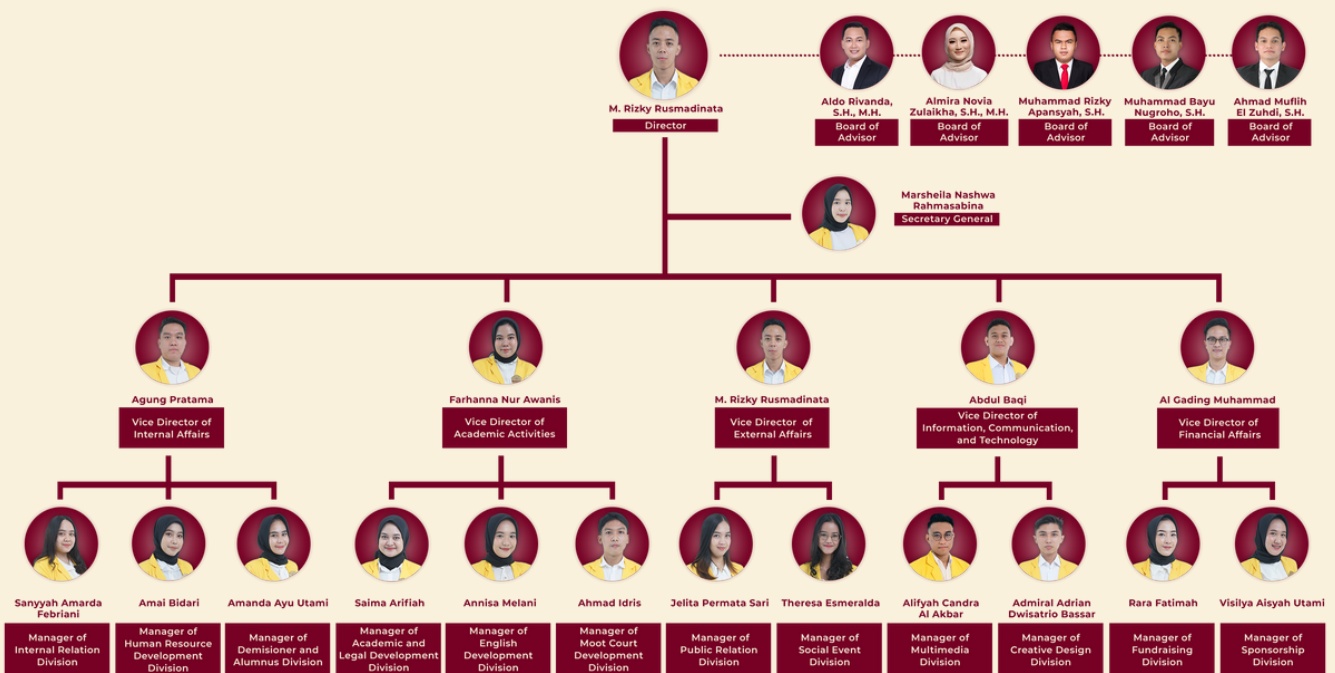 M. Rizky Rusmadinata
Director
Aldo Rivanda,
S.H., M.H.
Board of
Advisor
Almira Novia
Zulaikha, S.H., M.H.
Board of
Advisor
Muhammad Rizky
Apansyah, S.H.
Board of
Advisor
Muhammad Bayu
Nugroho, S.H.
Board of
Advisor
Ahmad Muflih
El Zuhdi, S.H.
Board of
Advisor
Marsheila Nashwa
Rahmasabina
Secretary General
Agung Pratama
Vice Director of
Internal Affairs
Farhanna Nur Awanis
Vice Director of
Academic Activities
M. Rizky Rusmadinata
Vice Director of
External Affairs
Abdul Baqi
Vice Director of
Information, Communication,
and Technology
Al Gading Muhammad
Vice Director of
Financial Affairs
Sanyyah Amarda
Febriani
Manager of
Internal Relation
Division
Amai Bidari
Manager of
Human Resource
Development
Division
Amanda Ayu Utami
Manager of
Demisioner and
Alumnus Division
Saima Arifiah
Manager of
Academic and
Legal Development
Division
Annisa Melani
Manager of
English
Development
Division
Ahmad Idris
Manager of
Moot Court
Development
Division
Jelita Permata Sari
Manager of
Public Relation
Division
Theresa Esmeralda
Manager of
Social Event
Division
Alifyah Candra
Al Akbar
Manager of
Multimedia
Division
Admiral Adrian
Dwisatrio Bassar
Manager of
Creative Design
Division
Rara Fatimah
Manager of
Fundraising
Division
Visilya Aisyah Utami
Manager of
Sponsorship
Division